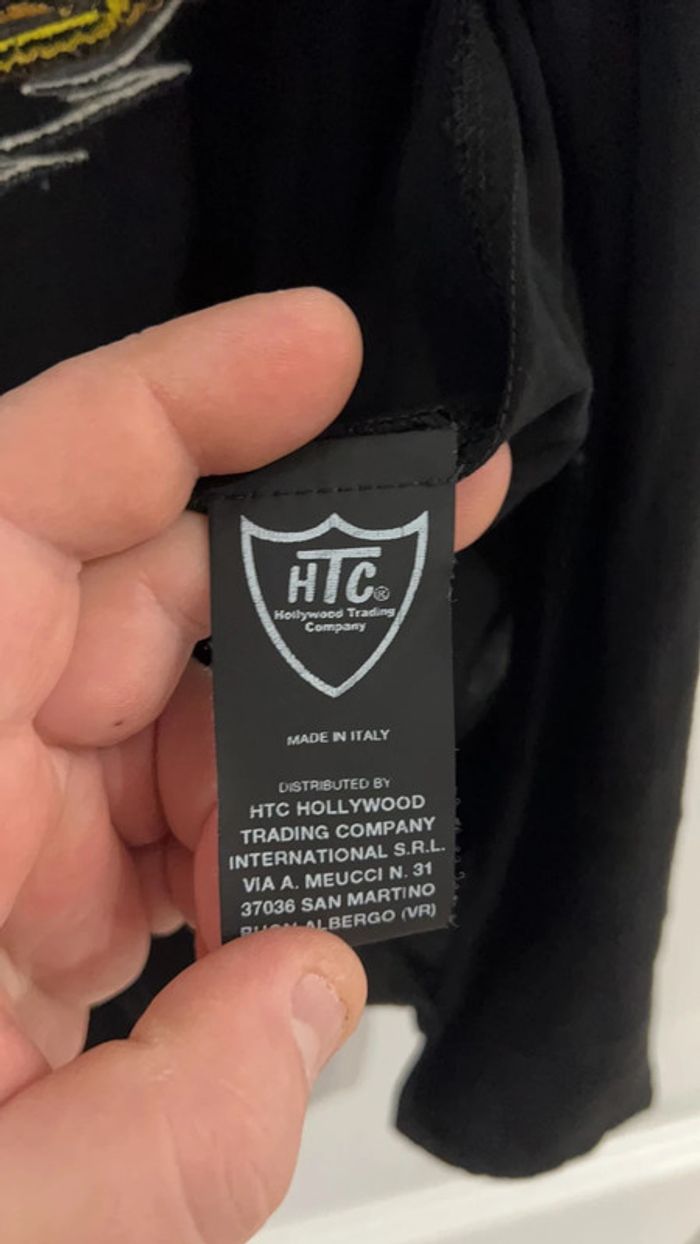 HTC®
Hollywood Trading
Company
MADE IN ITALY
DISTRIBUTED BY
HTC HOLLYWOOD
TRADING COMPANY
INTERNATIONAL S.R.L.
VIA A. MEUCCI N. 31
37036 SAN MARTINO
BUON ALBERGO (VR)